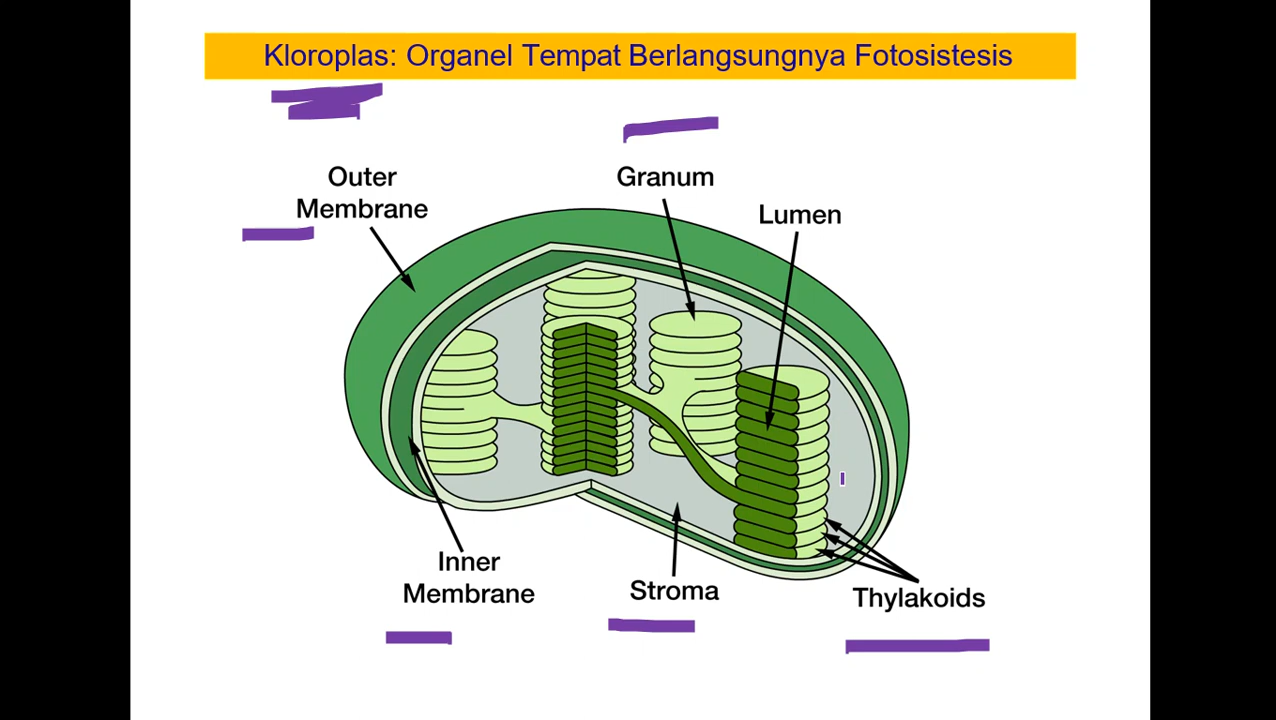 Kloroplas: Organel Tempat Berlangsungnya Fotosistesis
Outer
Membrane
Granum
Lumen
Inner
Membrane
Stroma
Thylakoids